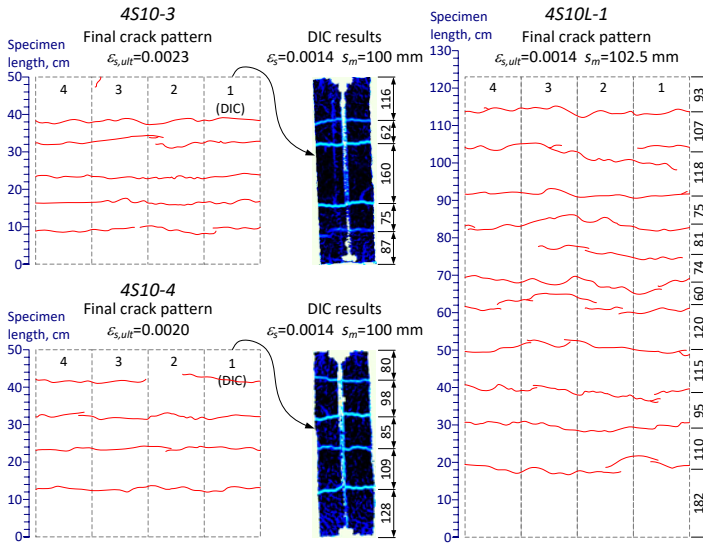 4S10-3
Specimen length, cm
Final crack pattern
εs,ult=0.0023
DIC results
εs=0.0014 sm=100 mm
50
40
30
20
10
0
4 3 2 1
(DIC)
116
62
160
75
87
4S10-4
Specimen length, cm
Final crack pattern
εs,ult=0.0020
DIC results
εs=0.0014 sm=100 mm
50
40
30
20
10
0
4 3 2 1
(DIC)
80
98
85
109
128
4S10L-1
Specimen length, cm
Final crack pattern
εs,ult=0.0014 sm=102.5 mm
130
120
110
100
90
80
70
60
50
40
30
20
10
0
4 3 2 1
93
107
118
75
81
74
60
120
115
95
110
182